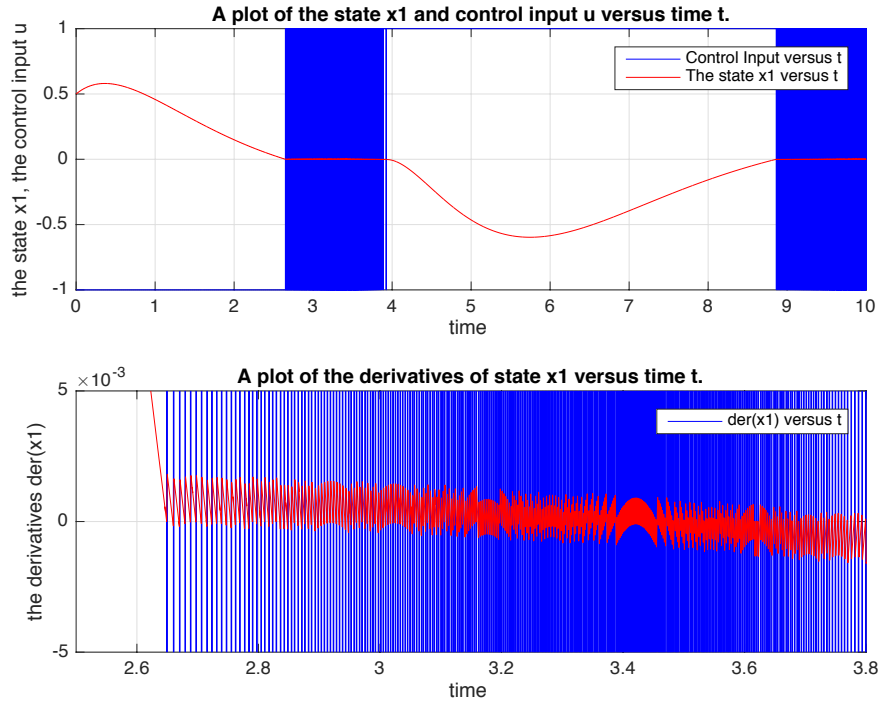 A plot of the state x1 and control input u versus time t.
the state x1, the control input u
1
0.5
0
-0.5
-1
Control Input versus t
The state x1 versus t
0 1 2 3 4 5 6 7 8 9 10
time
A plot of the derivatives of state x1 versus time t.
×10⁻³
the derivatives der(x1)
5
0
-5
der(x1) versus t
2.6 2.8 3 3.2 3.4 3.6 3.8
time